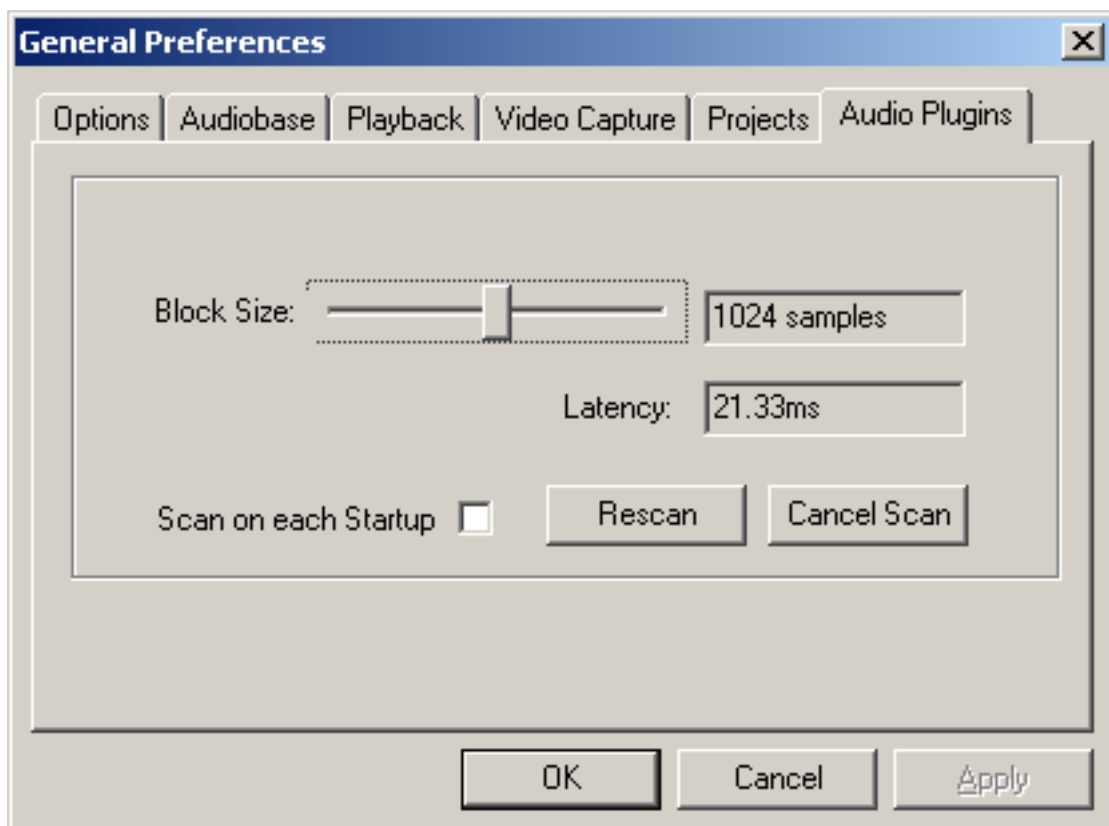 General Preferences
Options Audiobase Playback Video Capture Projects Audio Plugins
Block Size: 1024 samples
Latency: 21.33ms
Scan on each Startup Rescan Cancel Scan
OK Cancel Apply